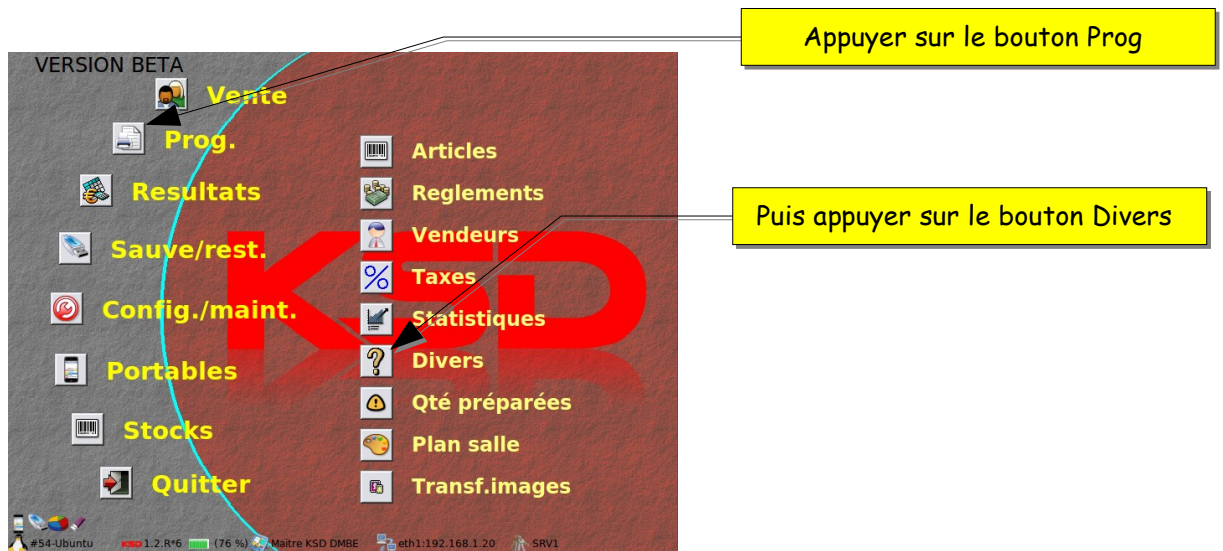 Appuyer sur le bouton Prog
VERSION BETA
Vente
Prog.
Resultats
Sauve/rest.
Config./maint.
Portables
Stocks
Quitter
Articles
Reglements
Vendeurs
Taxes
Statistiques
Divers
Qté préparées
Plan salle
Transf.images
Puis appuyer sur le bouton Divers
KSD
#54-Ubuntu KSD 1.2.R*6 (76 %) Maitre KSD DMBE eth1:192.168.1.20 SRV1